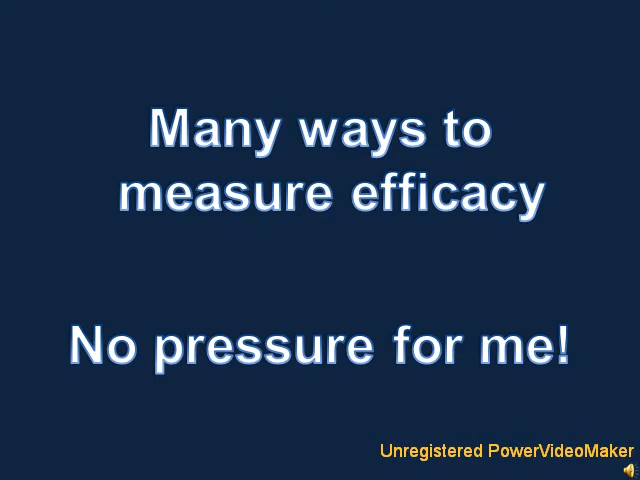 Many ways to
measure efficacy
No pressure for me!
Unregistered PowerVideoMaker